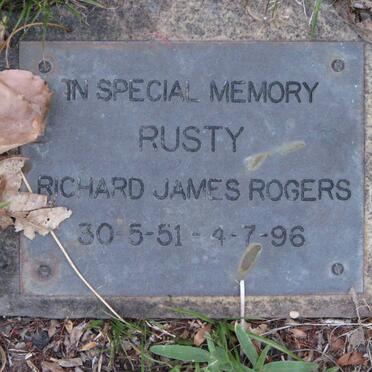 IN SPECIAL MEMORY
RUSTY
RICHARD JAMES ROGERS
30-5-51 - 4-7-96